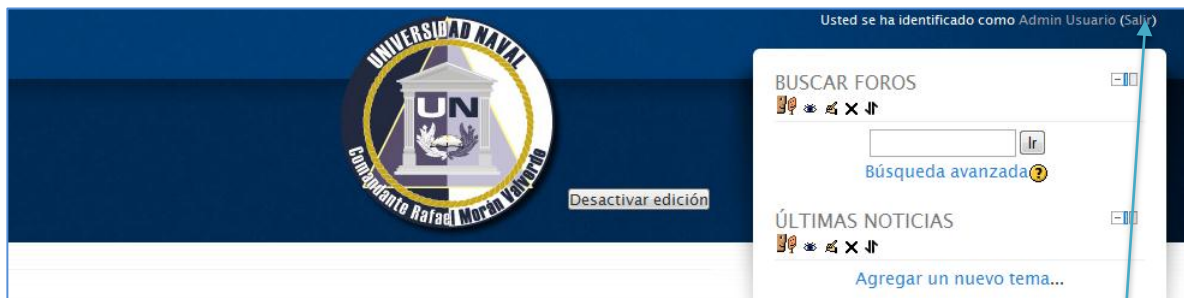 Usted se ha identificado como Admin Usuario (Salir)
UNIVERSIDAD NAVAL
UN
Comandante Rafael Morán Valverde
Desactivar edición
BUSCAR FOROS
Ir
Búsqueda avanzada?
ÚLTIMAS NOTICIAS
Agregar un nuevo tema...